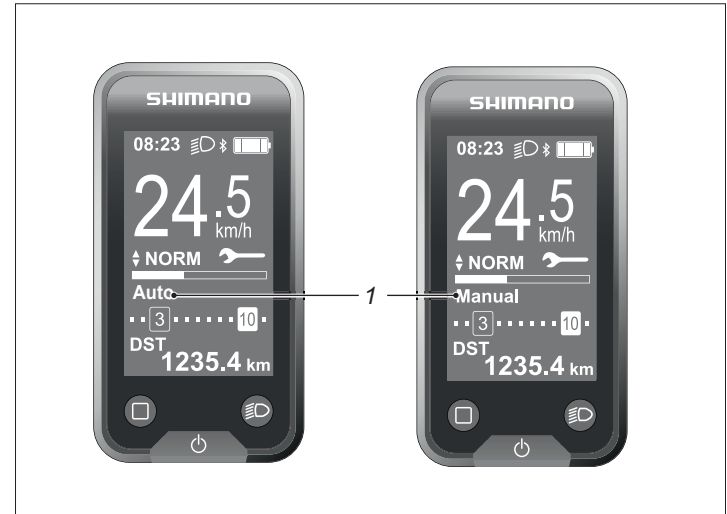 SHIMANO
08:23
24.5
km/h
NORM
Auto
3 10
DST
1235.4 km
1
SHIMANO
08:23
24.5
km/h
NORM
Manual
3 10
DST
1235.4 km